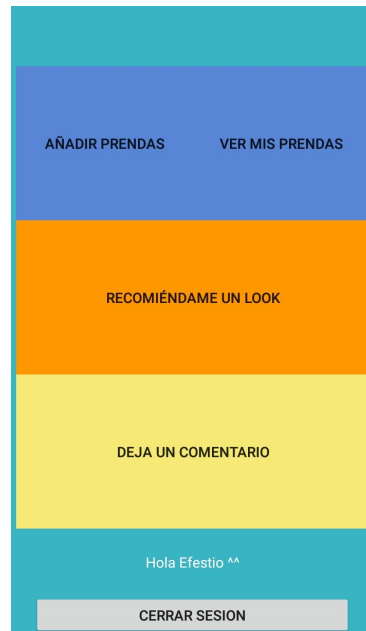 AÑADIR PRENDAS VER MIS PRENDAS
RECOMIÉNDAME UN LOOK
DEJA UN COMENTARIO
Hola Efestio ^^
CERRAR SESION